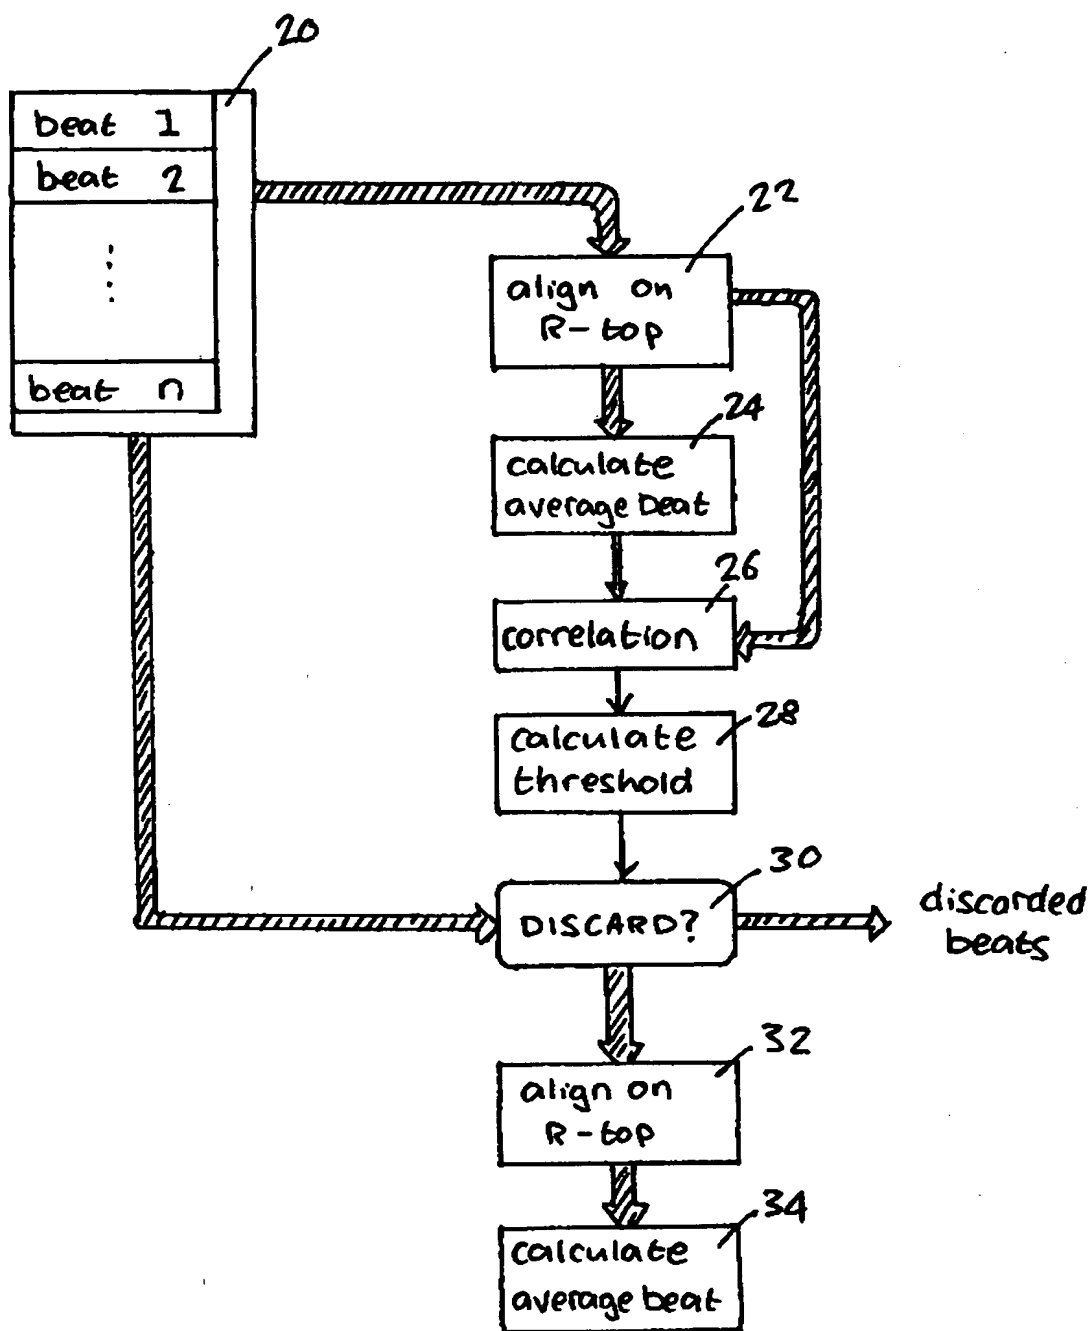 20
beat 1
beat 2
beat n
22
align on
R-top
24
calculate
average beat
26
correlation
28
calculate
threshold
30
DISCARD?
discarded
beats
32
align on
R-top
34
calculate
average beat